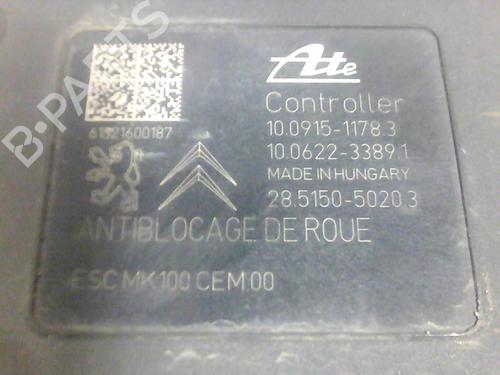 Ate
Controller
10.0915-1178.3
10.0622-3389.1
MADE IN HUNGARY
28.5150-5020.3
61321600187
ANTIBLOCAGE DE ROUE
ESC MK100 CEM 00
B-PARTS